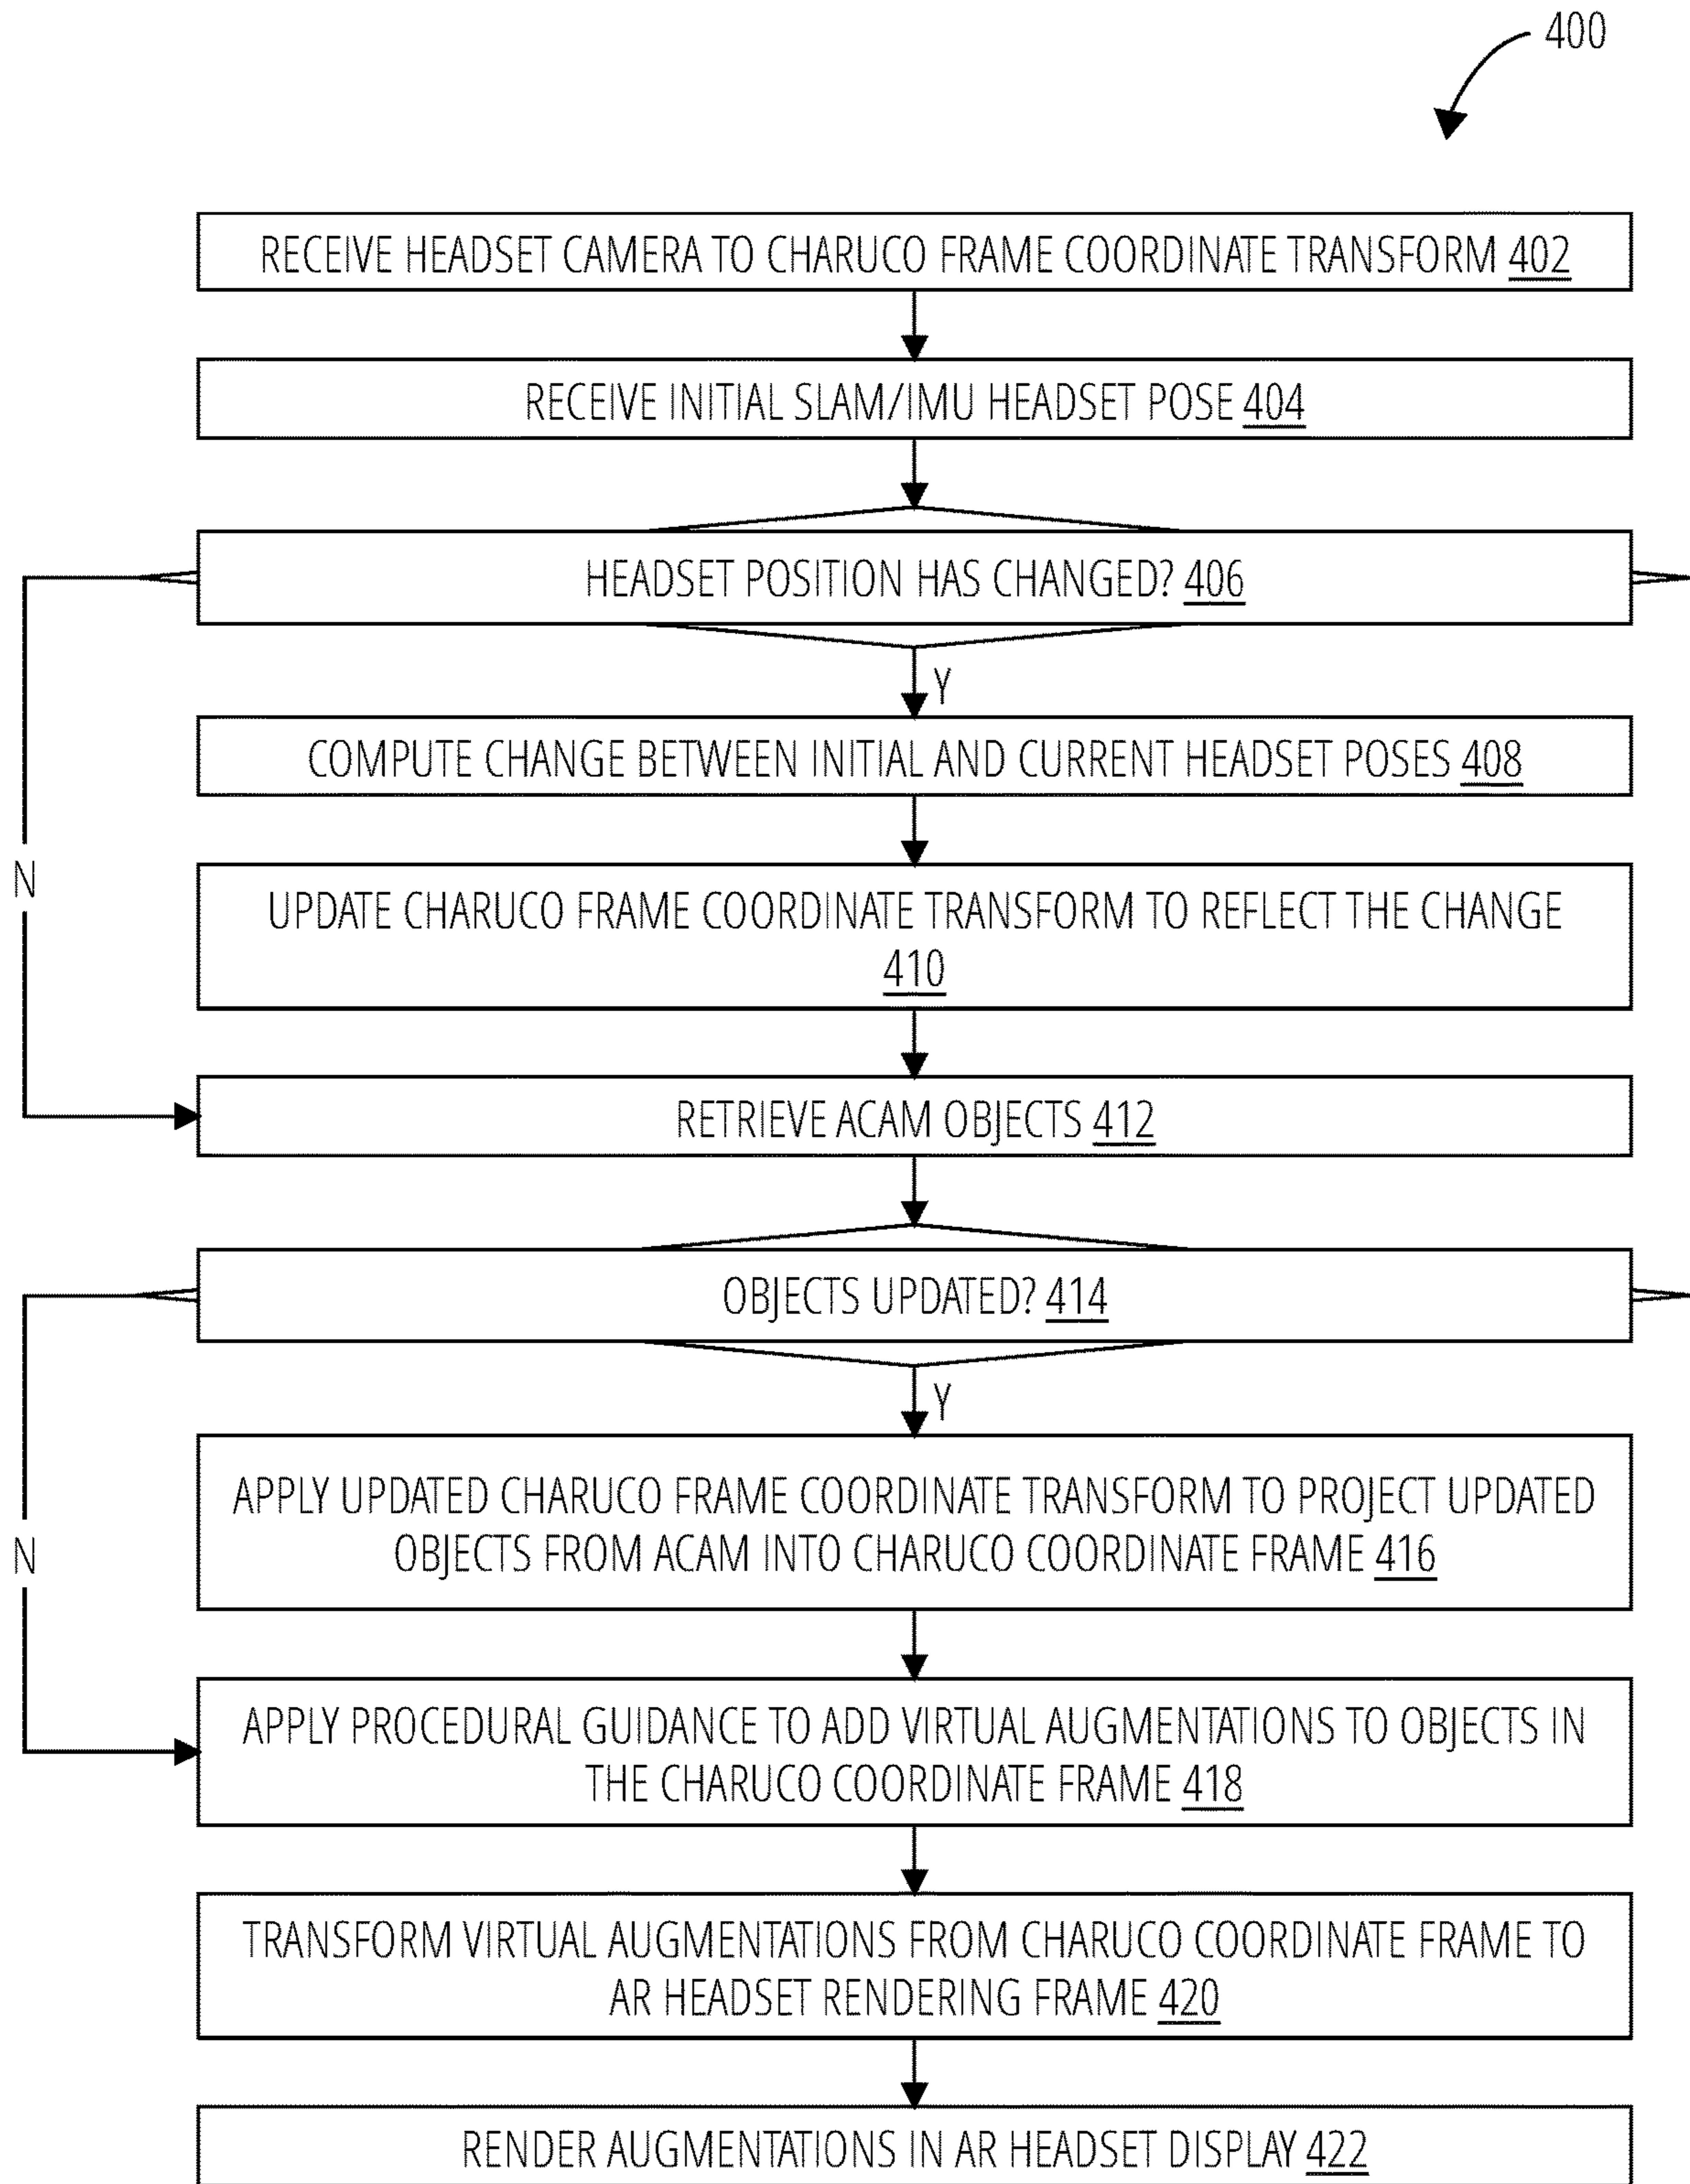 400
RECEIVE HEADSET CAMERA TO CHARUCO FRAME COORDINATE TRANSFORM 402
RECEIVE INITIAL SLAM/IMU HEADSET POSE 404
HEADSET POSITION HAS CHANGED? 406
Y
COMPUTE CHANGE BETWEEN INITIAL AND CURRENT HEADSET POSES 408
N
UPDATE CHARUCO FRAME COORDINATE TRANSFORM TO REFLECT THE CHANGE
410
RETRIEVE ACAM OBJECTS 412
OBJECTS UPDATED? 414
Y
APPLY UPDATED CHARUCO FRAME COORDINATE TRANSFORM TO PROJECT UPDATED
OBJECTS FROM ACAM INTO CHARUCO COORDINATE FRAME 416
N
APPLY PROCEDURAL GUIDANCE TO ADD VIRTUAL AUGMENTATIONS TO OBJECTS IN
THE CHARUCO COORDINATE FRAME 418
TRANSFORM VIRTUAL AUGMENTATIONS FROM CHARUCO COORDINATE FRAME TO
AR HEADSET RENDERING FRAME 420
RENDER AUGMENTATIONS IN AR HEADSET DISPLAY 422